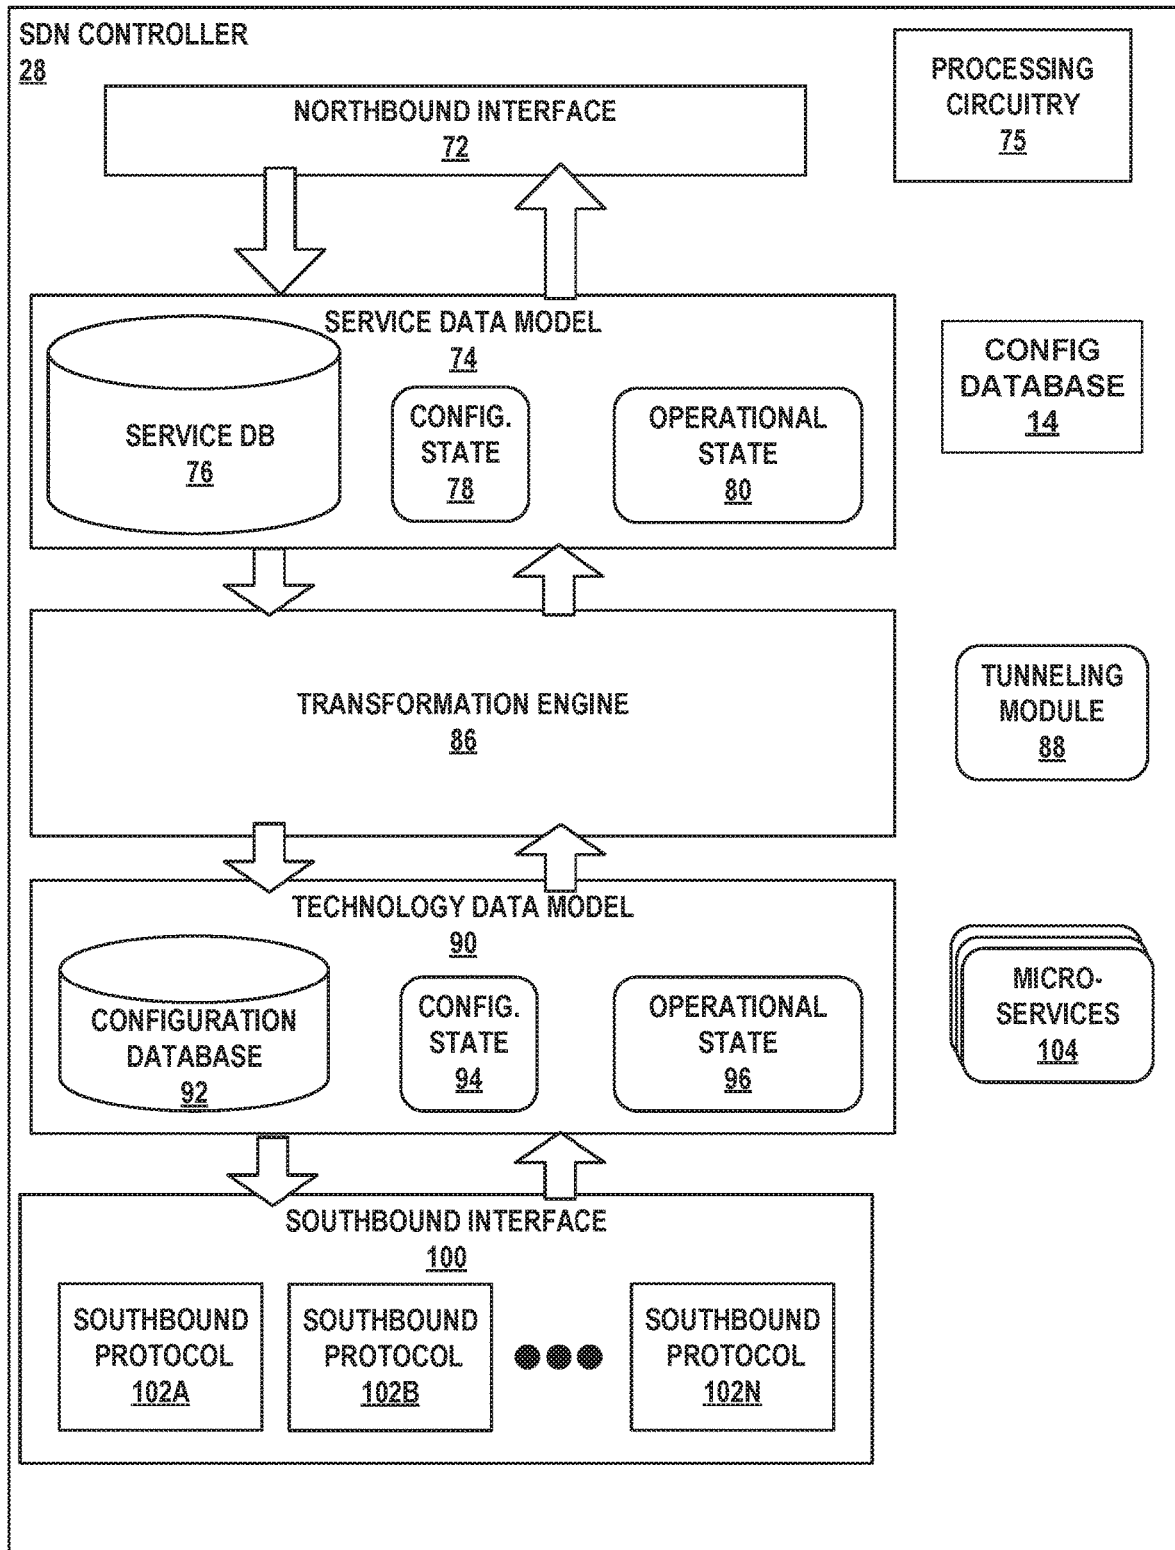 SDN CONTROLLER
28
PROCESSING
CIRCUITRY
75
NORTHBOUND INTERFACE
72
SERVICE DATA MODEL
74
SERVICE DB
76
CONFIG.
STATE
78
OPERATIONAL
STATE
80
CONFIG
DATABASE
14
TRANSFORMATION ENGINE
86
TUNNELING
MODULE
88
TECHNOLOGY DATA MODEL
90
CONFIGURATION
DATABASE
92
CONFIG.
STATE
94
OPERATIONAL
STATE
96
MICRO-
SERVICES
104
SOUTHBOUND INTERFACE
100
SOUTHBOUND
PROTOCOL
102A
SOUTHBOUND
PROTOCOL
102B
SOUTHBOUND
PROTOCOL
102N